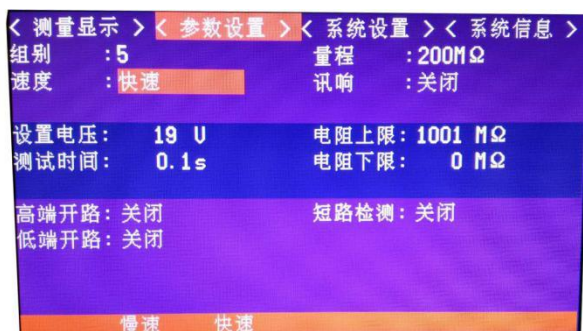 < 测量显示 > < 参数设置 > < 系统设置 > < 系统信息 >
组别 :5 量程 :200MΩ
速度 :快速 讯响 :关闭
设置电压: 19 V 电阻上限: 1001 MΩ
测试时间: 0.1s 电阻下限: 0 MΩ
高端开路: 关闭 短路检测: 关闭
低端开路: 关闭
慢速 快速